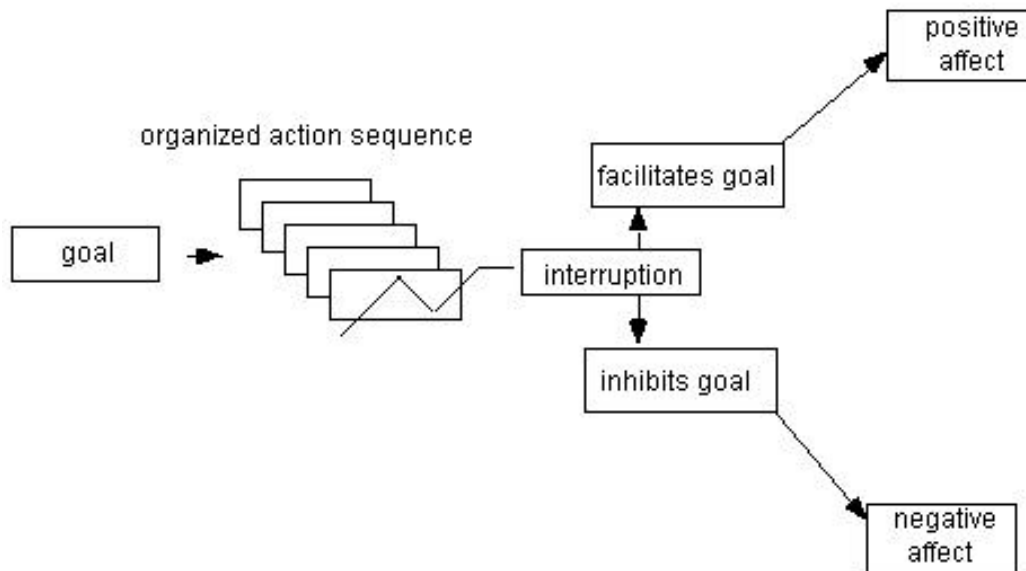 positive
affect
organized action sequence
facilitates goal
goal
interruption
inhibits goal
negative
affect